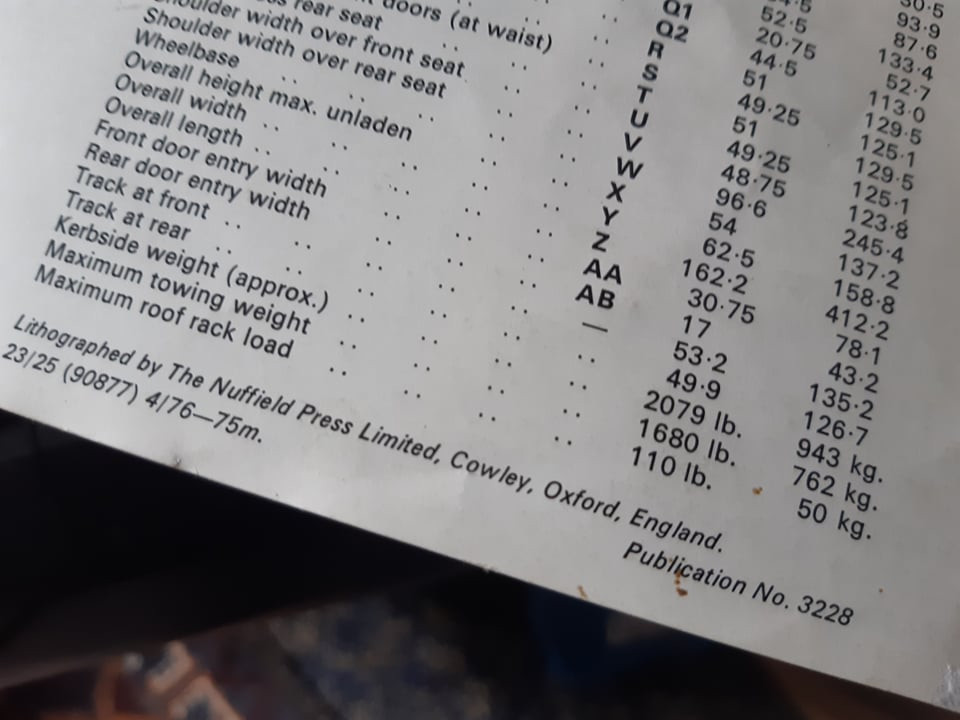 30·5
93·9
87·6
52·5 133·4
20·75 52·7
44·5 113·0
Q1 51 129·5
doors (at waist) .. .. Q2 49·25 125·1
rear seat .. .. .. R 51 129·5
Shoulder width over front seat .. .. S 49·25 125·1
Shoulder width over rear seat .. .. T 48·75 123·8
Wheelbase .. .. .. .. .. U 96·6 245·4
Overall height max. unladen .. .. .. V 54 137·2
Overall width .. .. .. .. .. W 62·5 158·8
Overall length .. .. .. .. .. X 162·2 412·2
Front door entry width .. .. .. Y 30·75 78·1
Rear door entry width .. .. .. Z 17 43·2
Track at front .. .. .. .. .. AA 53·2 135·2
Track at rear .. .. .. .. .. AB 49·9 126·7
Kerbside weight (approx.) .. .. .. — 2079 lb. 943 kg.
Maximum towing weight .. .. .. .. 1680 lb. 762 kg.
Maximum roof rack load .. .. .. .. 110 lb. 50 kg.
Lithographed by The Nuffield Press Limited, Cowley, Oxford, England.
23/25 (90877) 4/76—75m.
Publication No. 3228